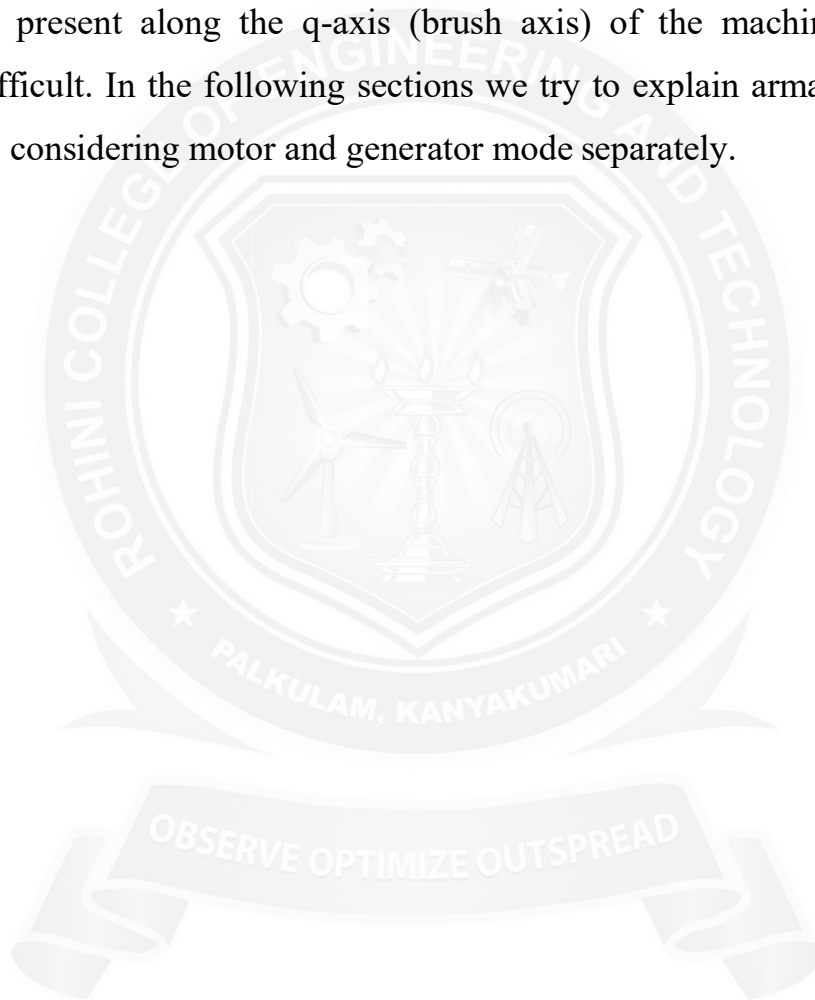 present along the q-axis (brush axis) of the machin
fficult. In the following sections we try to explain arma
considering motor and generator mode separately.
ROHINI COLLEGE OF ENGINEERING AND TECHNOLOGY
PALKULAM, KANYAKUMARI
OBSERVE OPTIMIZE OUTSPREAD